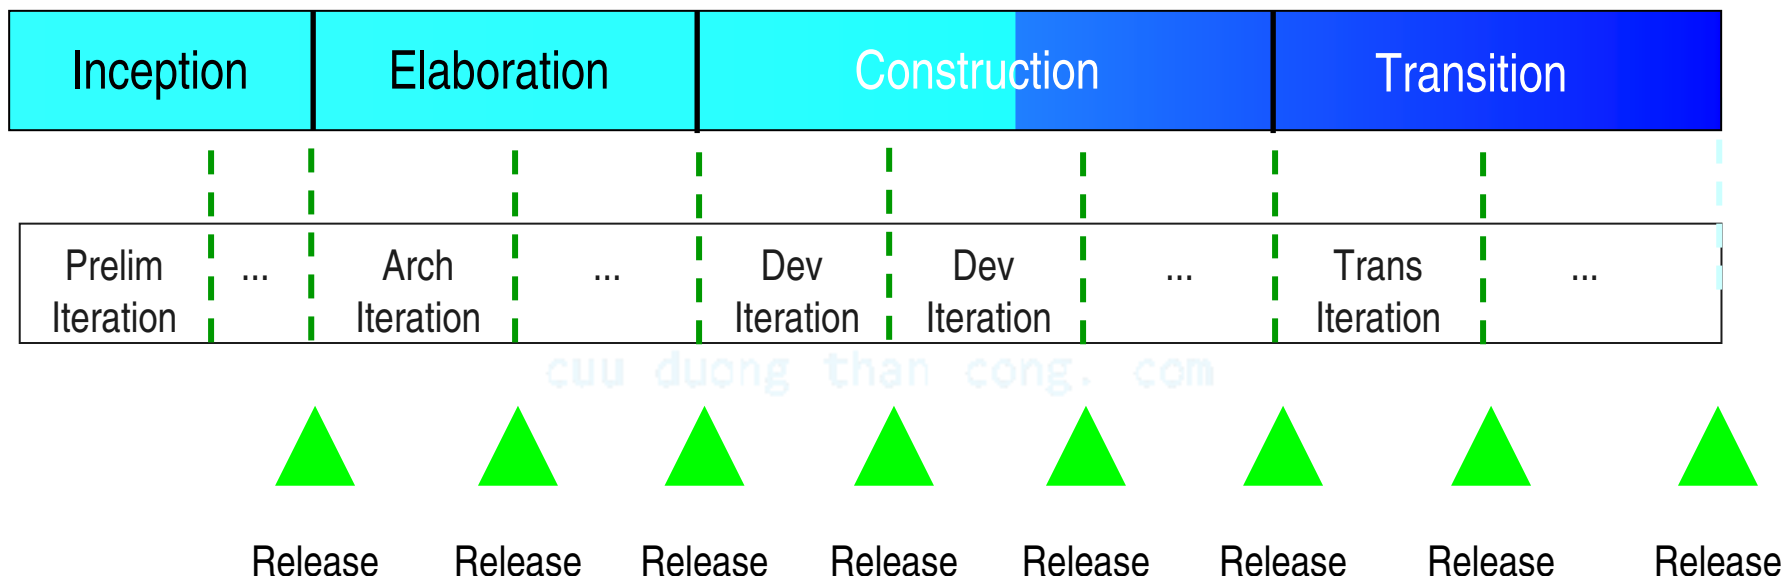 Inception Elaboration Construction Transition
Prelim ... Arch ... Dev Dev ... Trans ...
Iteration Iteration Iteration Iteration Iteration
cuu duong than cong. com
Release Release Release Release Release Release Release Release